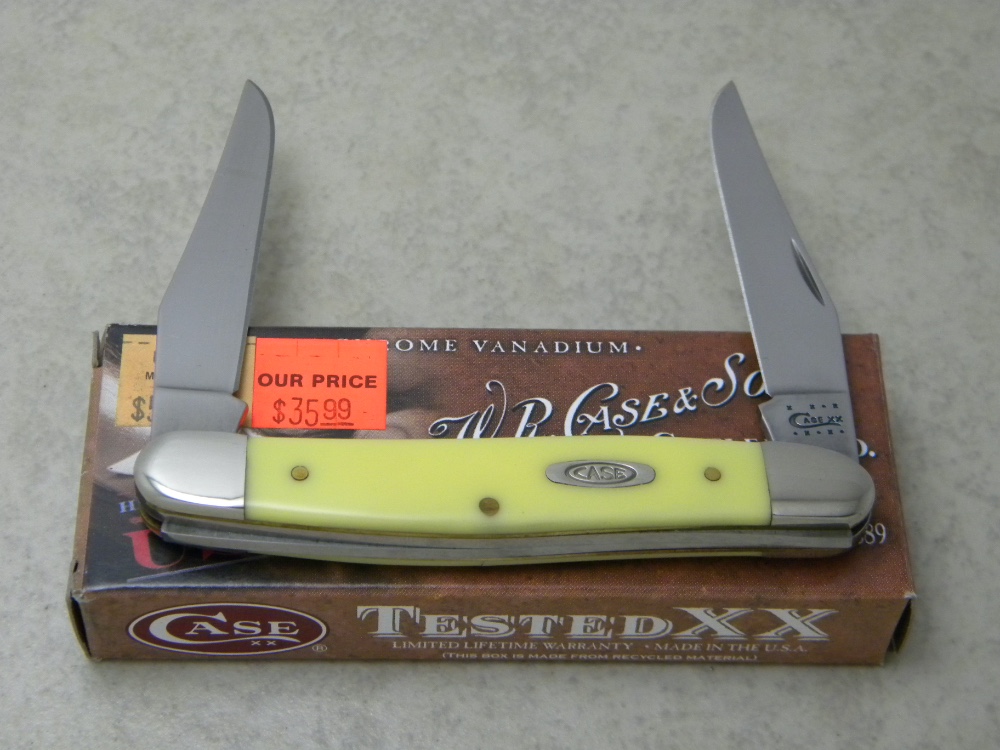 CHROME VANADIUM •
OUR PRICE
$35.99
W.R. CASE & So
CASE
CASE XX
89
CASE
XX
®
TESTED XX
LIMITED LIFETIME WARRANTY • MADE IN THE U.S.A.
(THIS BOX IS MADE FROM RECYCLED MATERIAL)